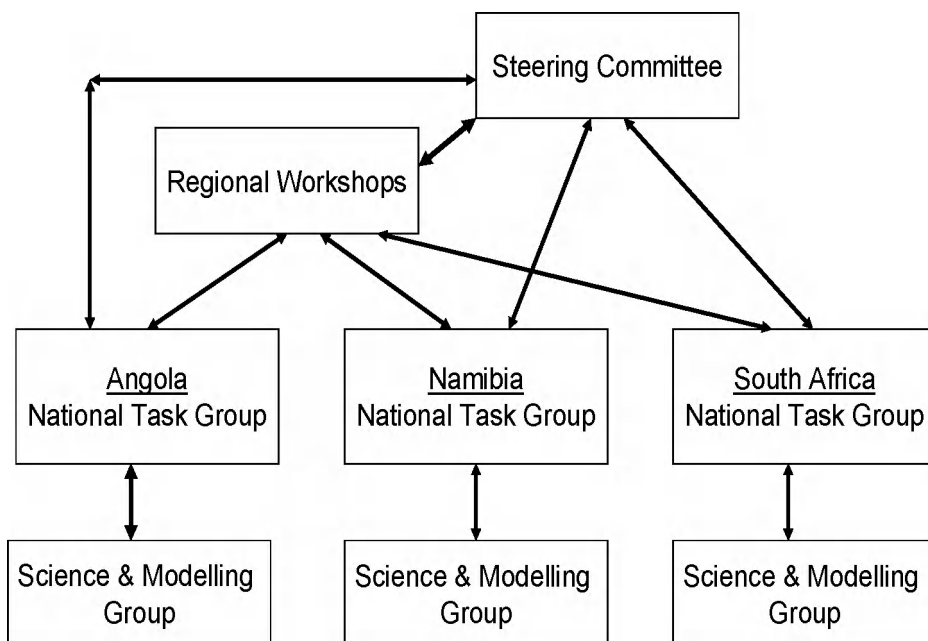 Steering Committee
Regional Workshops
Angola
National Task Group
Namibia
National Task Group
South Africa
National Task Group
Science & Modelling
Group
Science & Modelling
Group
Science & Modelling
Group